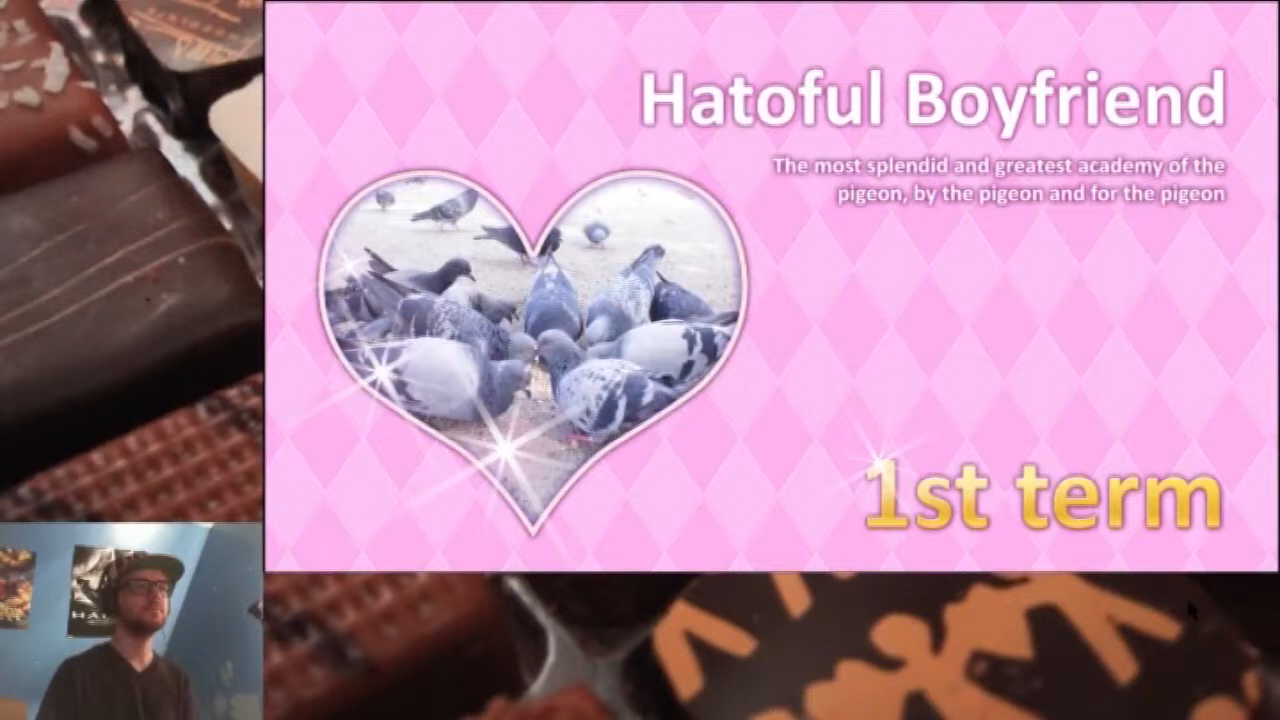 Hatoful Boyfriend
The most splendid and greatest academy of the
pigeon, by the pigeon and for the pigeon
1st term